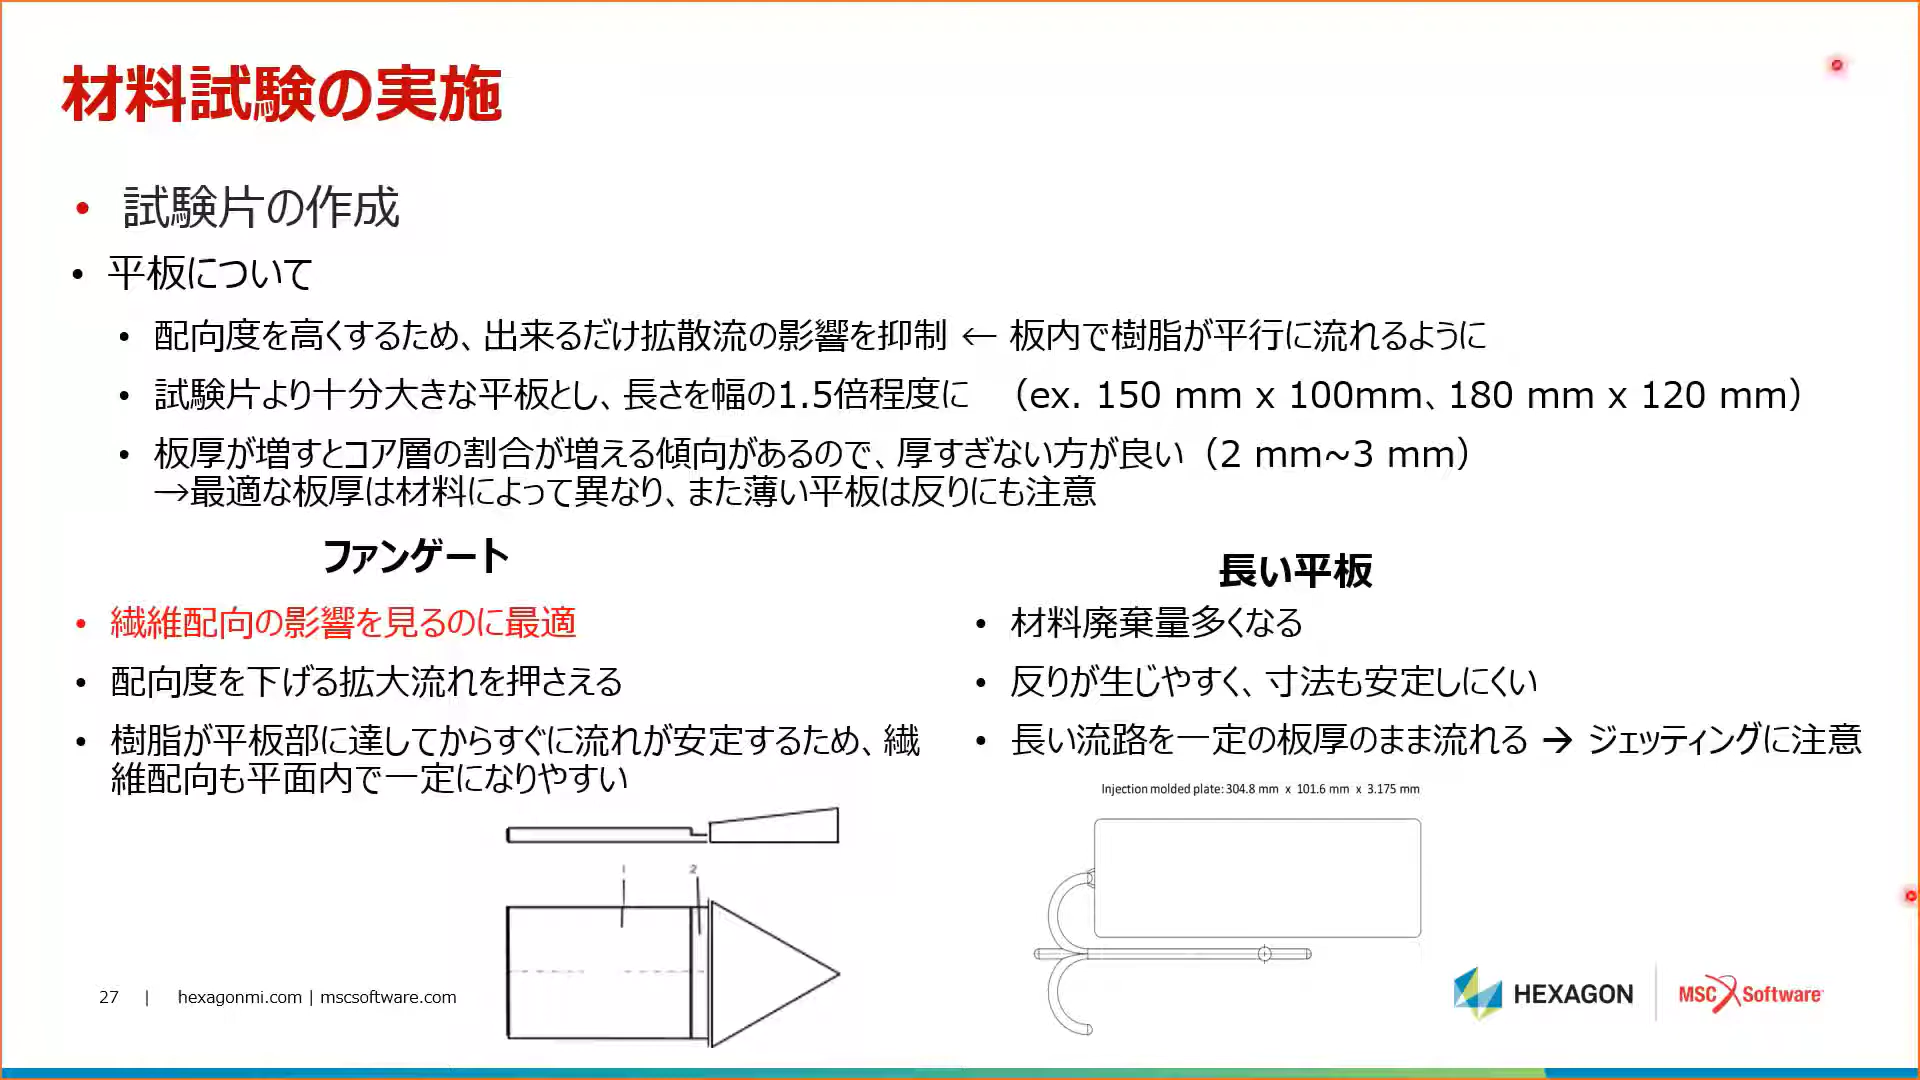 材料試験の実施
• 試験片の作成
• 平板について
• 配向度を高くするため、出来るだけ拡散流の影響を抑制 ← 板内で樹脂が平行に流れるように
• 試験片より十分大きな平板とし、長さを幅の1.5倍程度に （ex. 150 mm x 100mm、180 mm x 120 mm）
• 板厚が増すとコア層の割合が増える傾向があるので、厚すぎない方が良い（2 mm~3 mm）
→最適な板厚は材料によって異なり、また薄い平板は反りにも注意
ファンゲート
• 繊維配向の影響を見るのに最適
• 配向度を下げる拡大流れを押さえる
• 樹脂が平板部に達してからすぐに流れが安定するため、繊
維配向も平面内で一定になりやすい
1
2
長い平板
• 材料廃棄量多くなる
• 反りが生じやすく、寸法も安定しにくい
• 長い流路を一定の板厚のまま流れる → ジェッティングに注意
Injection molded plate: 304.8 mm x 101.6 mm x 3.175 mm
27 | hexagonmi.com | mscsoftware.com
HEXAGON
MSC Software